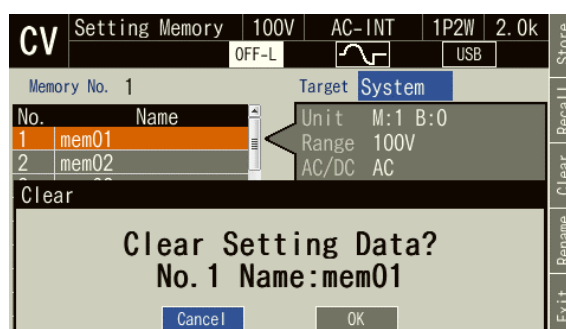 CV Setting Memory 100V AC-INT 1P2W 2.0k
OFF-L USB
Memory No. 1 Target System
No. Name
1 mem01
2 mem02
Unit M:1 B:0
Range 100V
AC/DC AC
Clear
Clear Setting Data?
No.1 Name:mem01
Cancel OK
Store
Recall
Clear
Rename
Exit